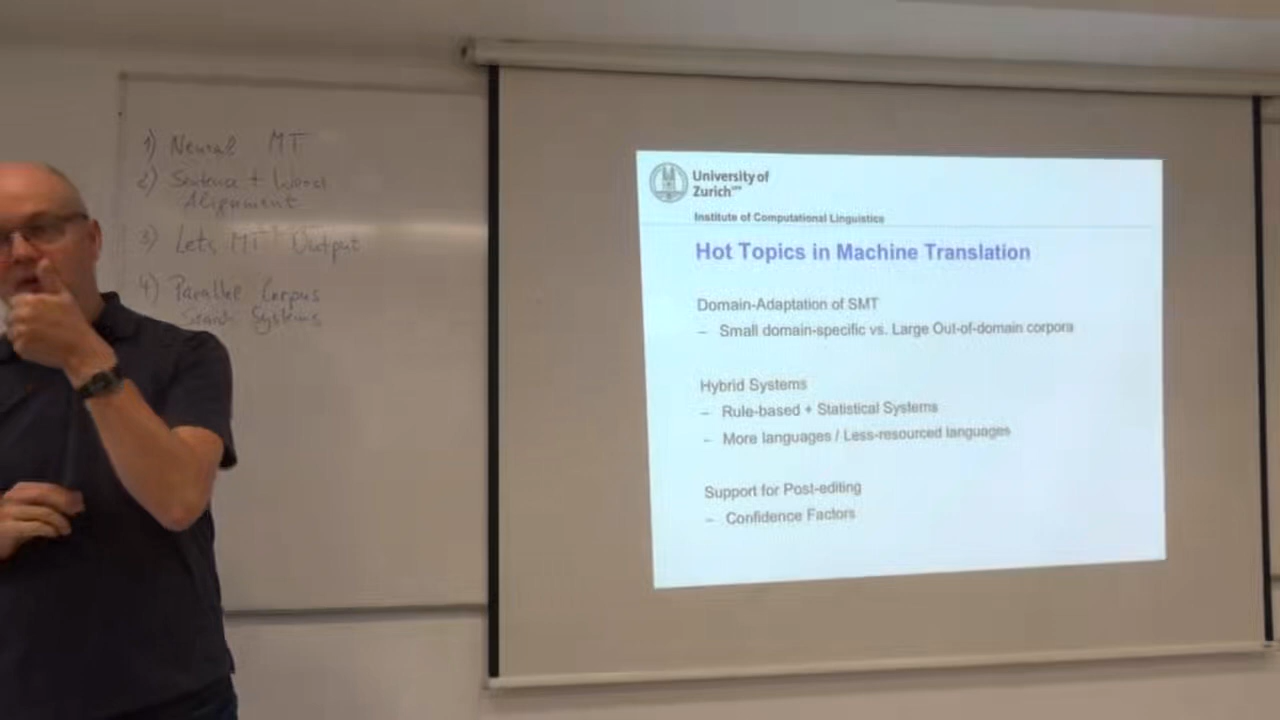 1) Neural MT
2) Sentence + Word
Alignment
3) Lets MT Output
4) Parallel Corpus
Search Systems
University of
Zurich
Institute of Computational Linguistics
Hot Topics in Machine Translation
Domain-Adaptation of SMT
– Small domain-specific vs. Large Out-of-domain corpora
Hybrid Systems
– Rule-based + Statistical Systems
– More languages / Less-resourced languages
Support for Post-editing
– Confidence Factors